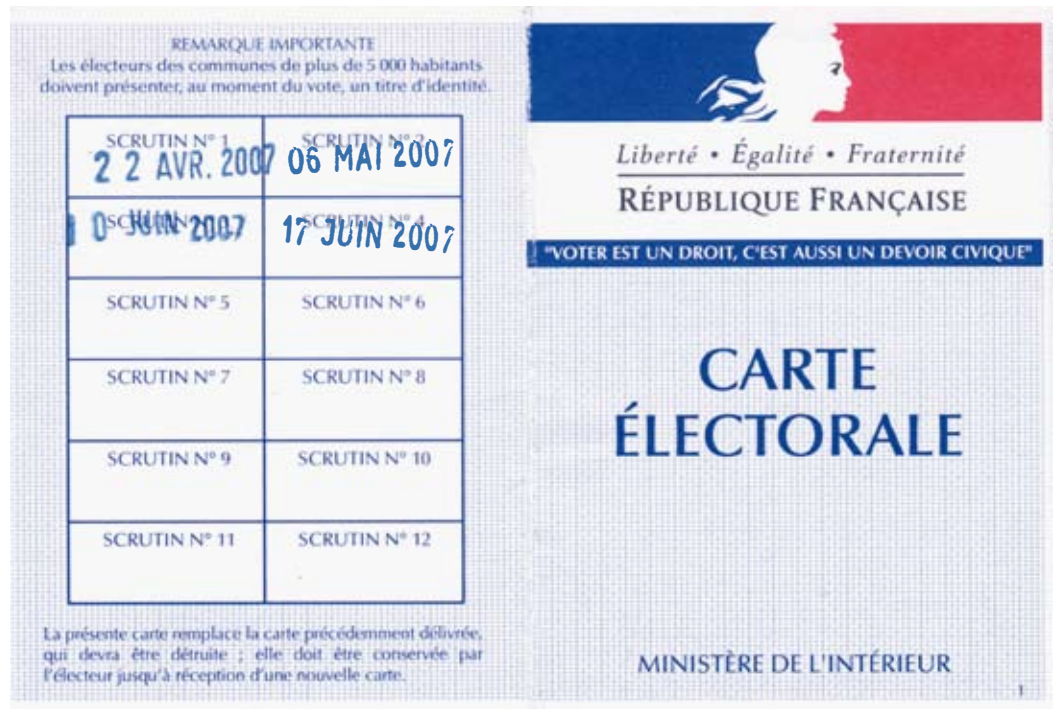 REMARQUE IMPORTANTE
Les électeurs des communes de plus de 5 000 habitants
doivent présenter, au moment du vote, un titre d'identité.
SCRUTIN N° 1
22 AVR. 2007
SCRUTIN N° 2
06 MAI 2007
0 JUIN 2007
SCRUTIN N° 4
17 JUIN 2007
SCRUTIN N° 5
SCRUTIN N° 6
SCRUTIN N° 7
SCRUTIN N° 8
SCRUTIN N° 9
SCRUTIN N° 10
SCRUTIN N° 11
SCRUTIN N° 12
La présente carte remplace la carte précédemment délivrée,
qui devra être détruite ; elle doit être conservée par
l'électeur jusqu'à réception d'une nouvelle carte.
Liberté • Égalité • Fraternité
RÉPUBLIQUE FRANÇAISE
"VOTER EST UN DROIT, C'EST AUSSI UN DEVOIR CIVIQUE"
CARTE
ÉLECTORALE
MINISTÈRE DE L'INTÉRIEUR
1